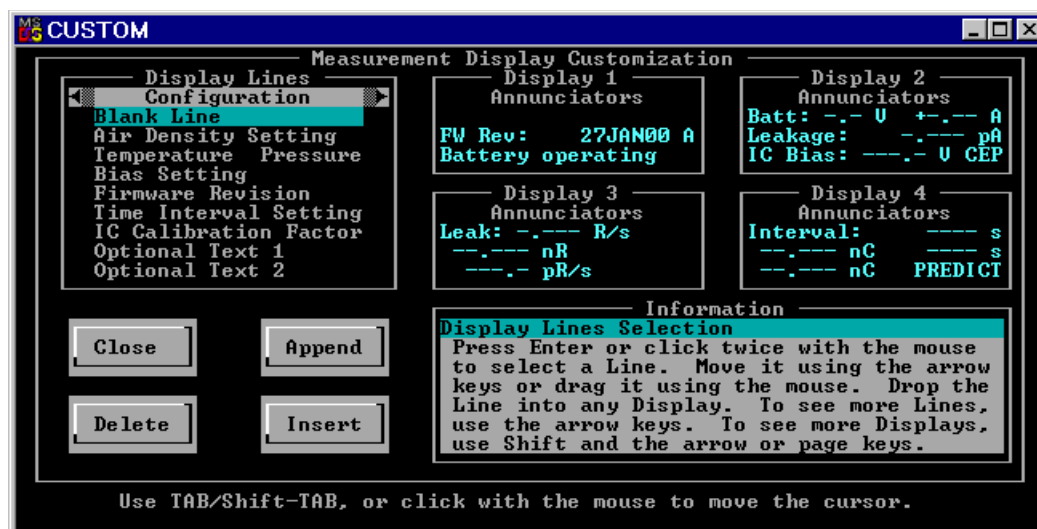 CUSTOM
Measurement Display Customization
Display Lines
Configuration
Blank Line
Air Density Setting
Temperature Pressure
Bias Setting
Firmware Revision
Time Interval Setting
IC Calibration Factor
Optional Text 1
Optional Text 2
Display 1
Annunciators
FW Rev: 27JAN00 A
Battery operating
Display 2
Annunciators
Batt: -.- V +-.-- A
Leakage: -.--- pA
IC Bias: ---.- V CEP
Display 3
Annunciators
Leak: -.--- R/s
--.--- nR
---.- pR/s
Display 4
Annunciators
Interval: ---- s
--.--- nC ---- s
--.--- nC PREDICT
Close
Append
Delete
Insert
Information
Display Lines Selection
Press Enter or click twice with the mouse
to select a Line. Move it using the arrow
keys or drag it using the mouse. Drop the
Line into any Display. To see more Lines,
use the arrow keys. To see more Displays,
use Shift and the arrow or page keys.
Use TAB/Shift-TAB, or click with the mouse to move the cursor.